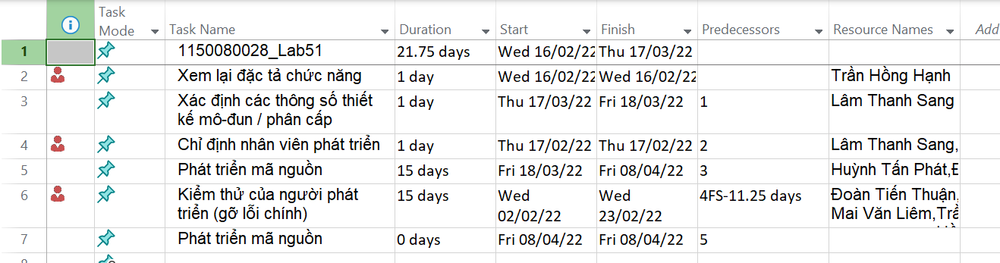 Task Mode Task Name Duration Start Finish Predecessors Resource Names Add
1 1150080028_Lab51 21.75 days Wed 16/02/22 Thu 17/03/22
2 Xem lại đặc tả chức năng 1 day Wed 16/02/22 Wed 16/02/22 Trần Hồng Hạnh
3 Xác định các thông số thiết 1 day Thu 17/03/22 Fri 18/03/22 1 Lâm Thanh Sang
kế mô-đun / phân cấp
4 Chỉ định nhân viên phát triển 1 day Thu 17/02/22 Thu 17/02/22 2 Lâm Thanh Sang,
5 Phát triển mã nguồn 15 days Fri 18/03/22 Fri 08/04/22 3 Huỳnh Tấn Phát,
6 Kiểm thử của người phát 15 days Wed Wed 4FS-11.25 days Đoàn Tiến Thuận,
triển (gỡ lỗi chính) 02/02/22 23/02/22 Mai Văn Liêm,
7 Phát triển mã nguồn 0 days Fri 08/04/22 Fri 08/04/22 5